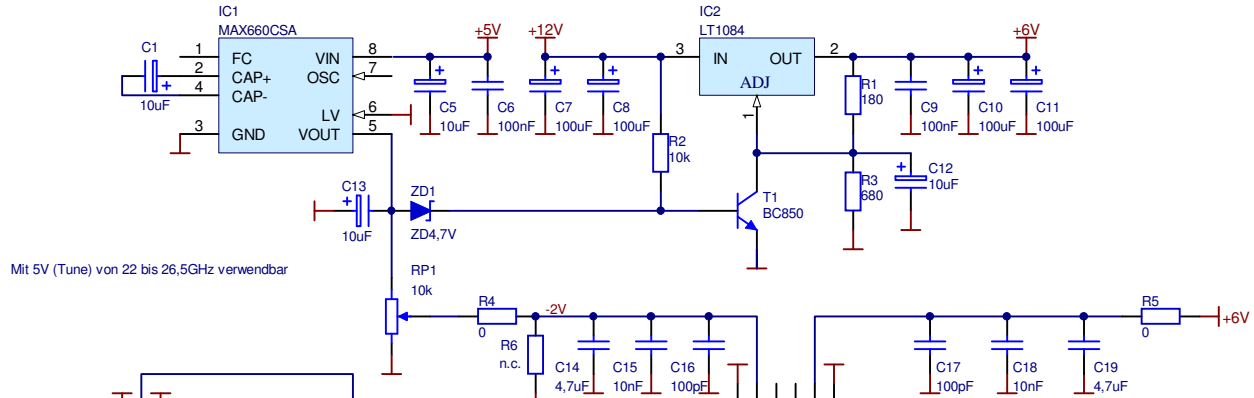 IC1
MAX660CSA
IC2
LT1084
C1
10uF
1
2
4
3
FC
CAP+
CAP-
GND
VIN
OSC
LV
VOUT
8
7
6
5
+5V
+12V
+6V
C5
10uF
C6
100nF
C7
100uF
C8
100uF
3
IN
OUT
ADJ
2
1
R1
180
C9
100nF
C10
100uF
C11
100uF
R2
10k
R3
680
C12
10uF
T1
BC850
C13
10uF
ZD1
ZD4,7V
Mit 5V (Tune) von 22 bis 26,5GHz verwendbar
RP1
10k
R4
0
-2V
R6
n.c.
C14
4,7uF
C15
10nF
C16
100pF
C17
100pF
C18
10nF
C19
4,7uF
R5
0
+6V